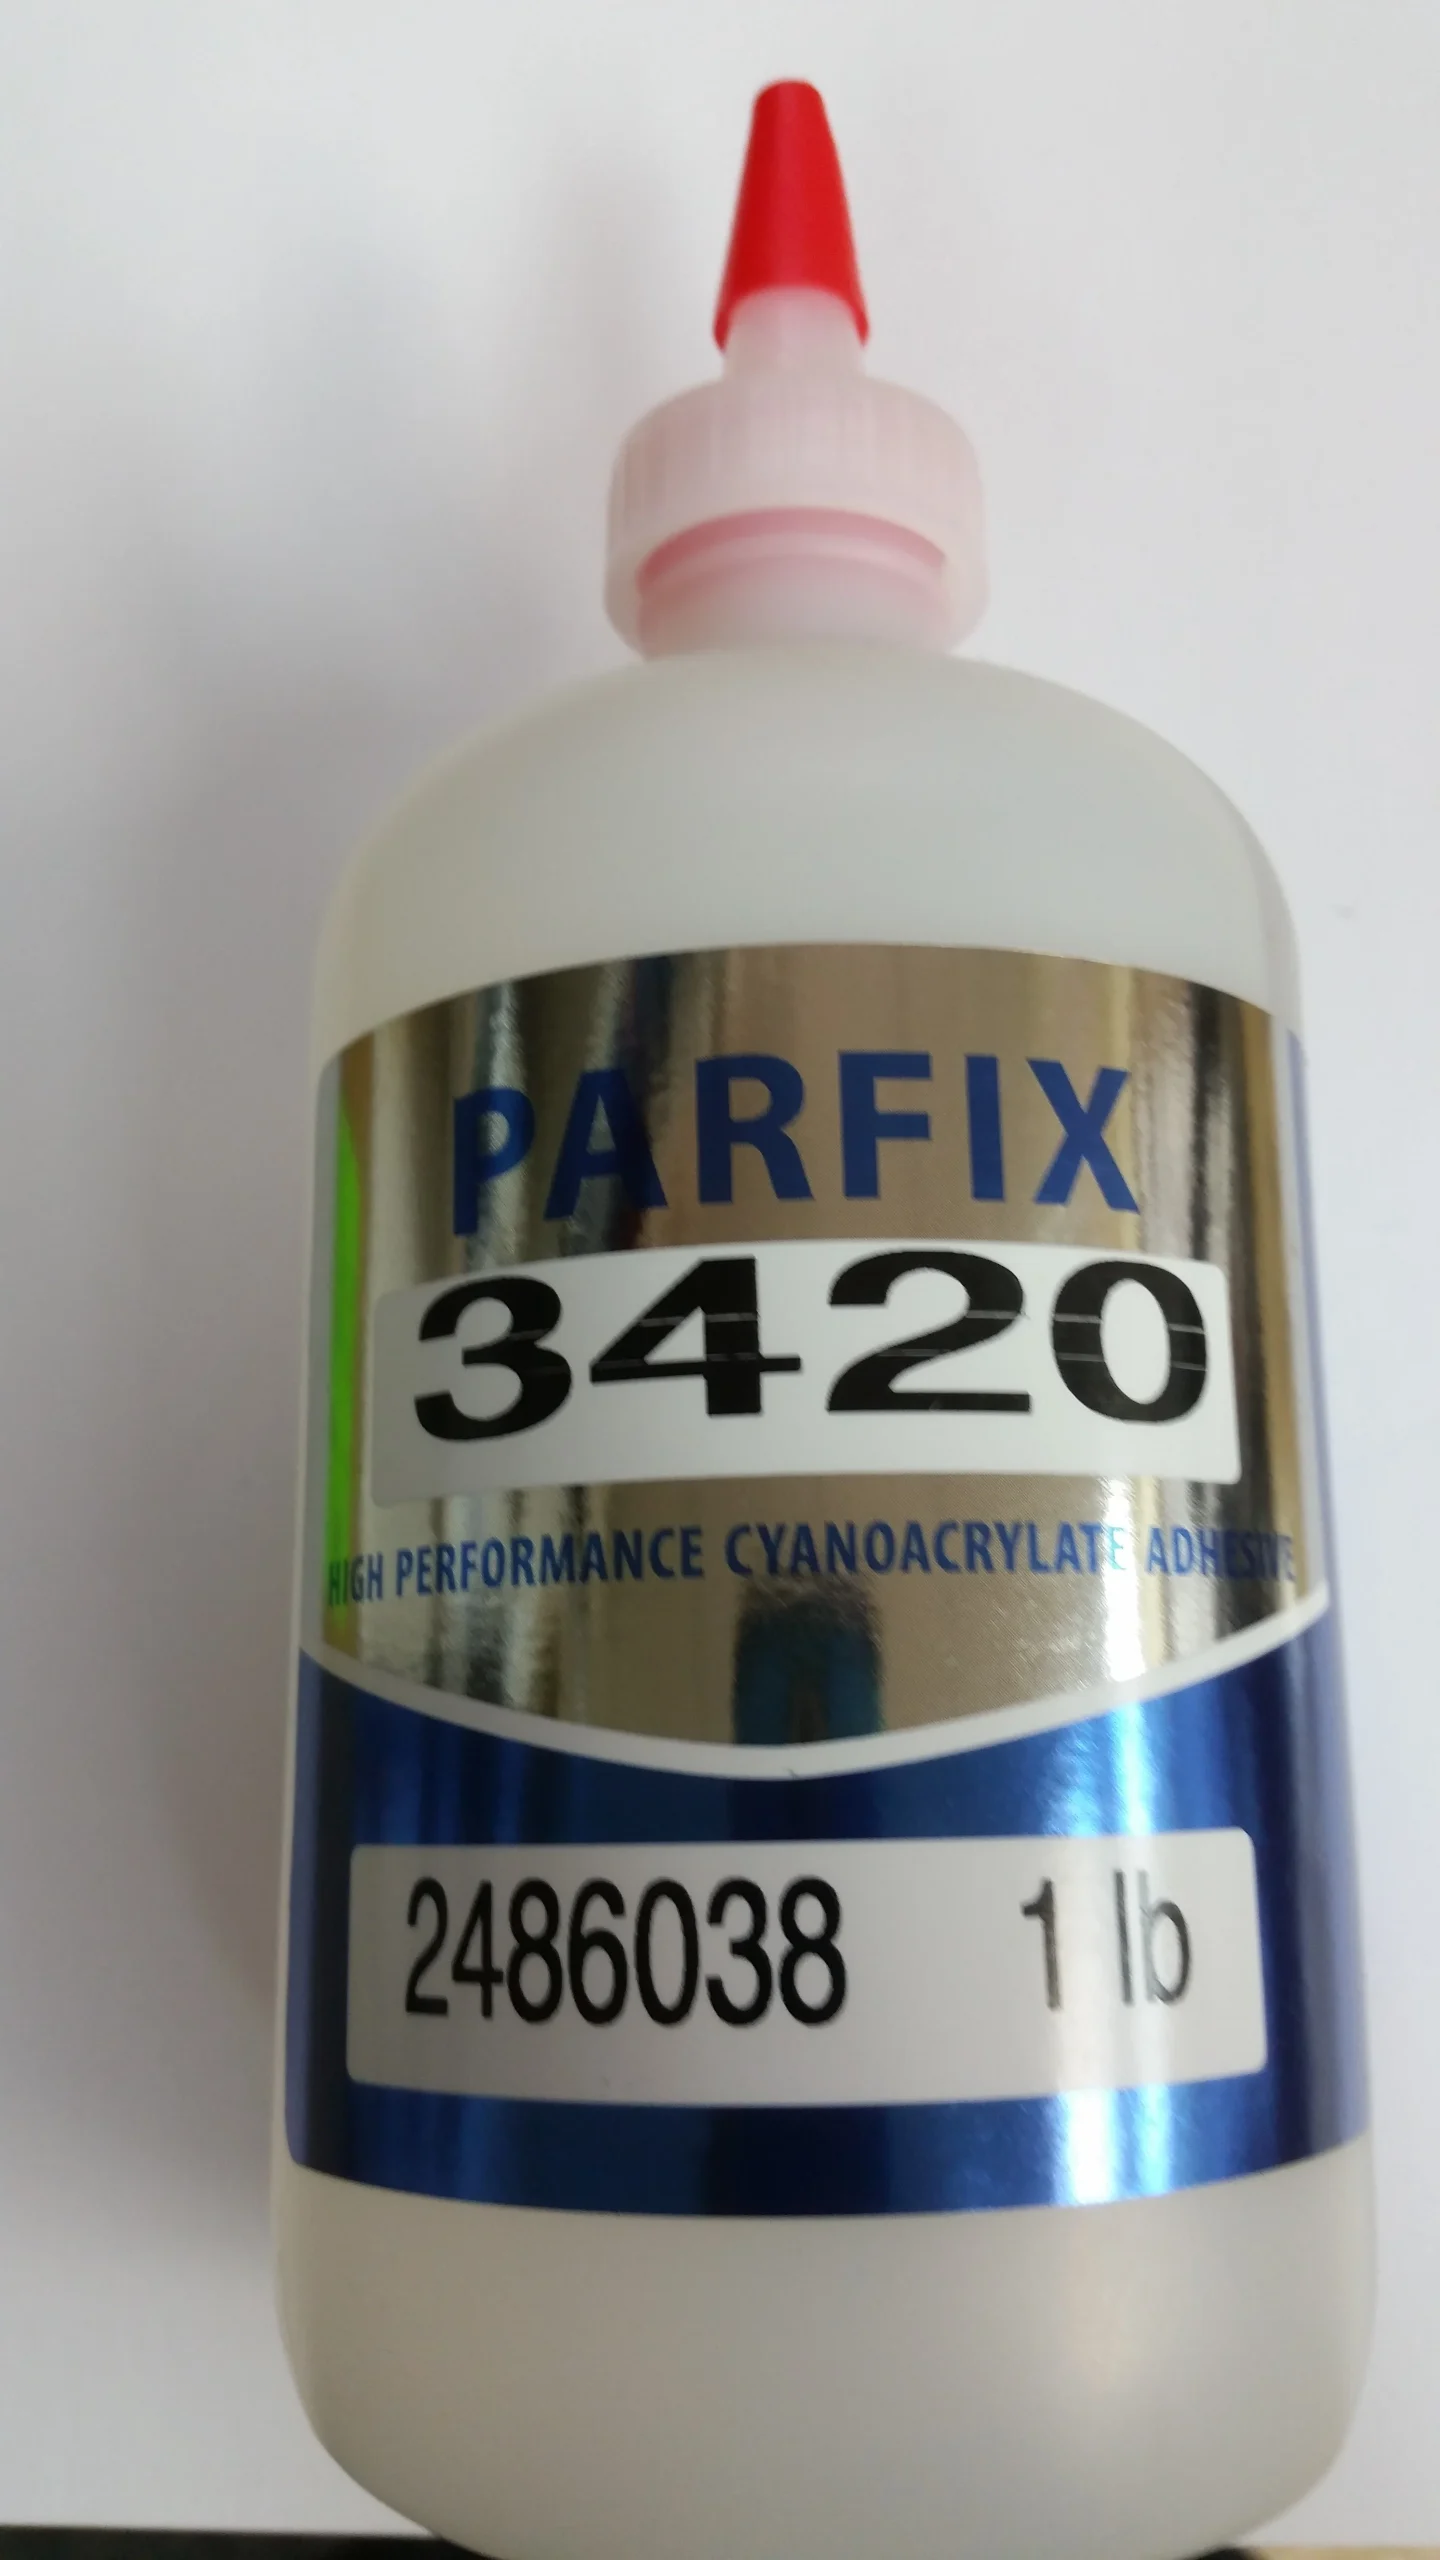 PARFIX
3420
HIGH PERFORMANCE CYANOACRYLATE ADHESIVE
2486038 1 lb